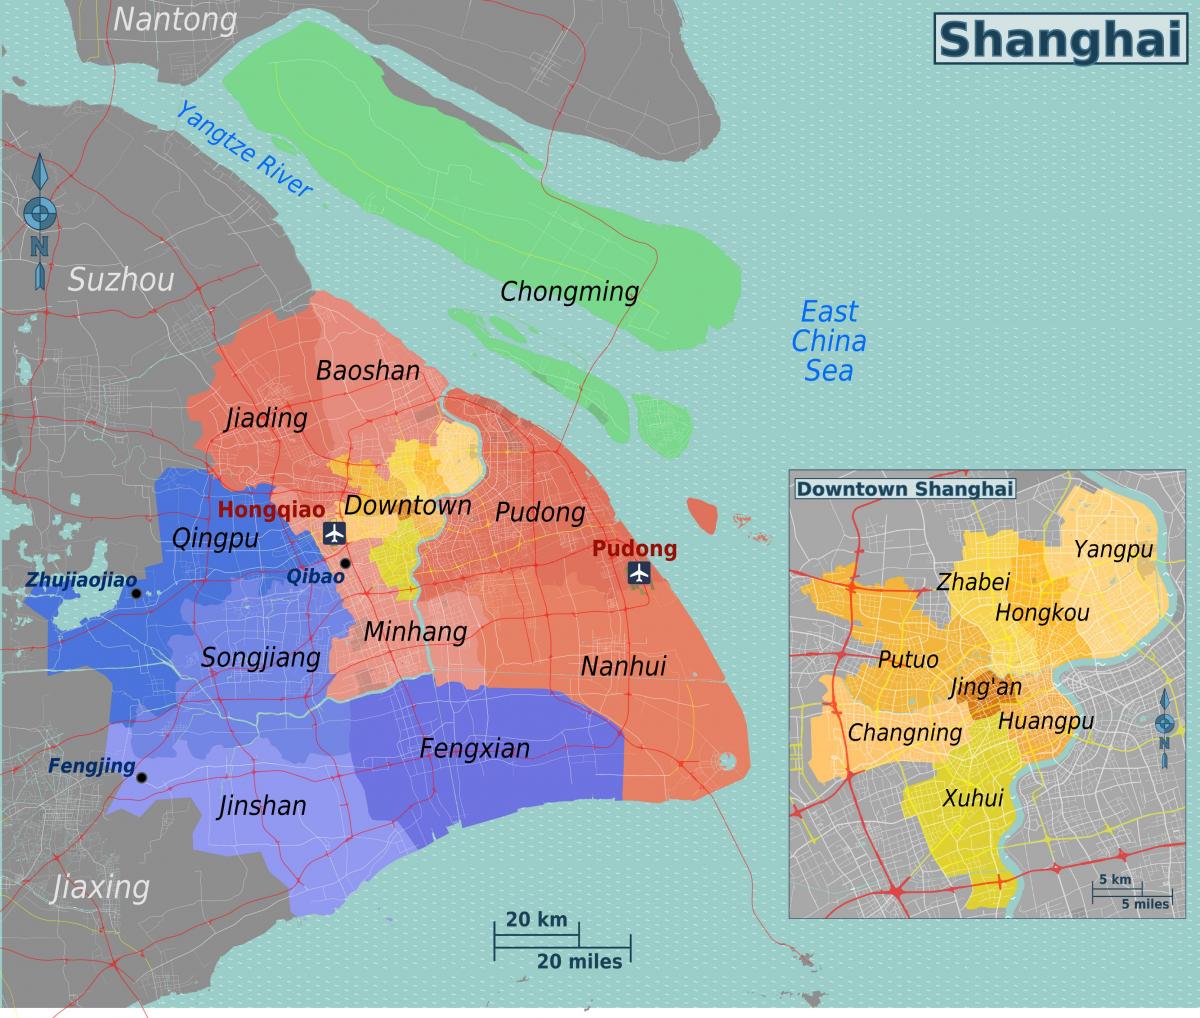 Nantong
Shanghai
Yangtze River
N
Suzhou
Chongming
East
China
Sea
Baoshan
Jiading
Downtown Shanghai
Hongqiao
Downtown
Pudong
Qingpu
Pudong
Zhujiaojiao
Qibao
Minhang
Songjiang
Nanhui
Fengxian
Fengjing
Jinshan
Jiaxing
20 km
20 miles
Yangpu
Zhabei
Hongkou
Putuo
Jing'an
Huangpu
Changning
N
Xuhui
5 km
5 miles